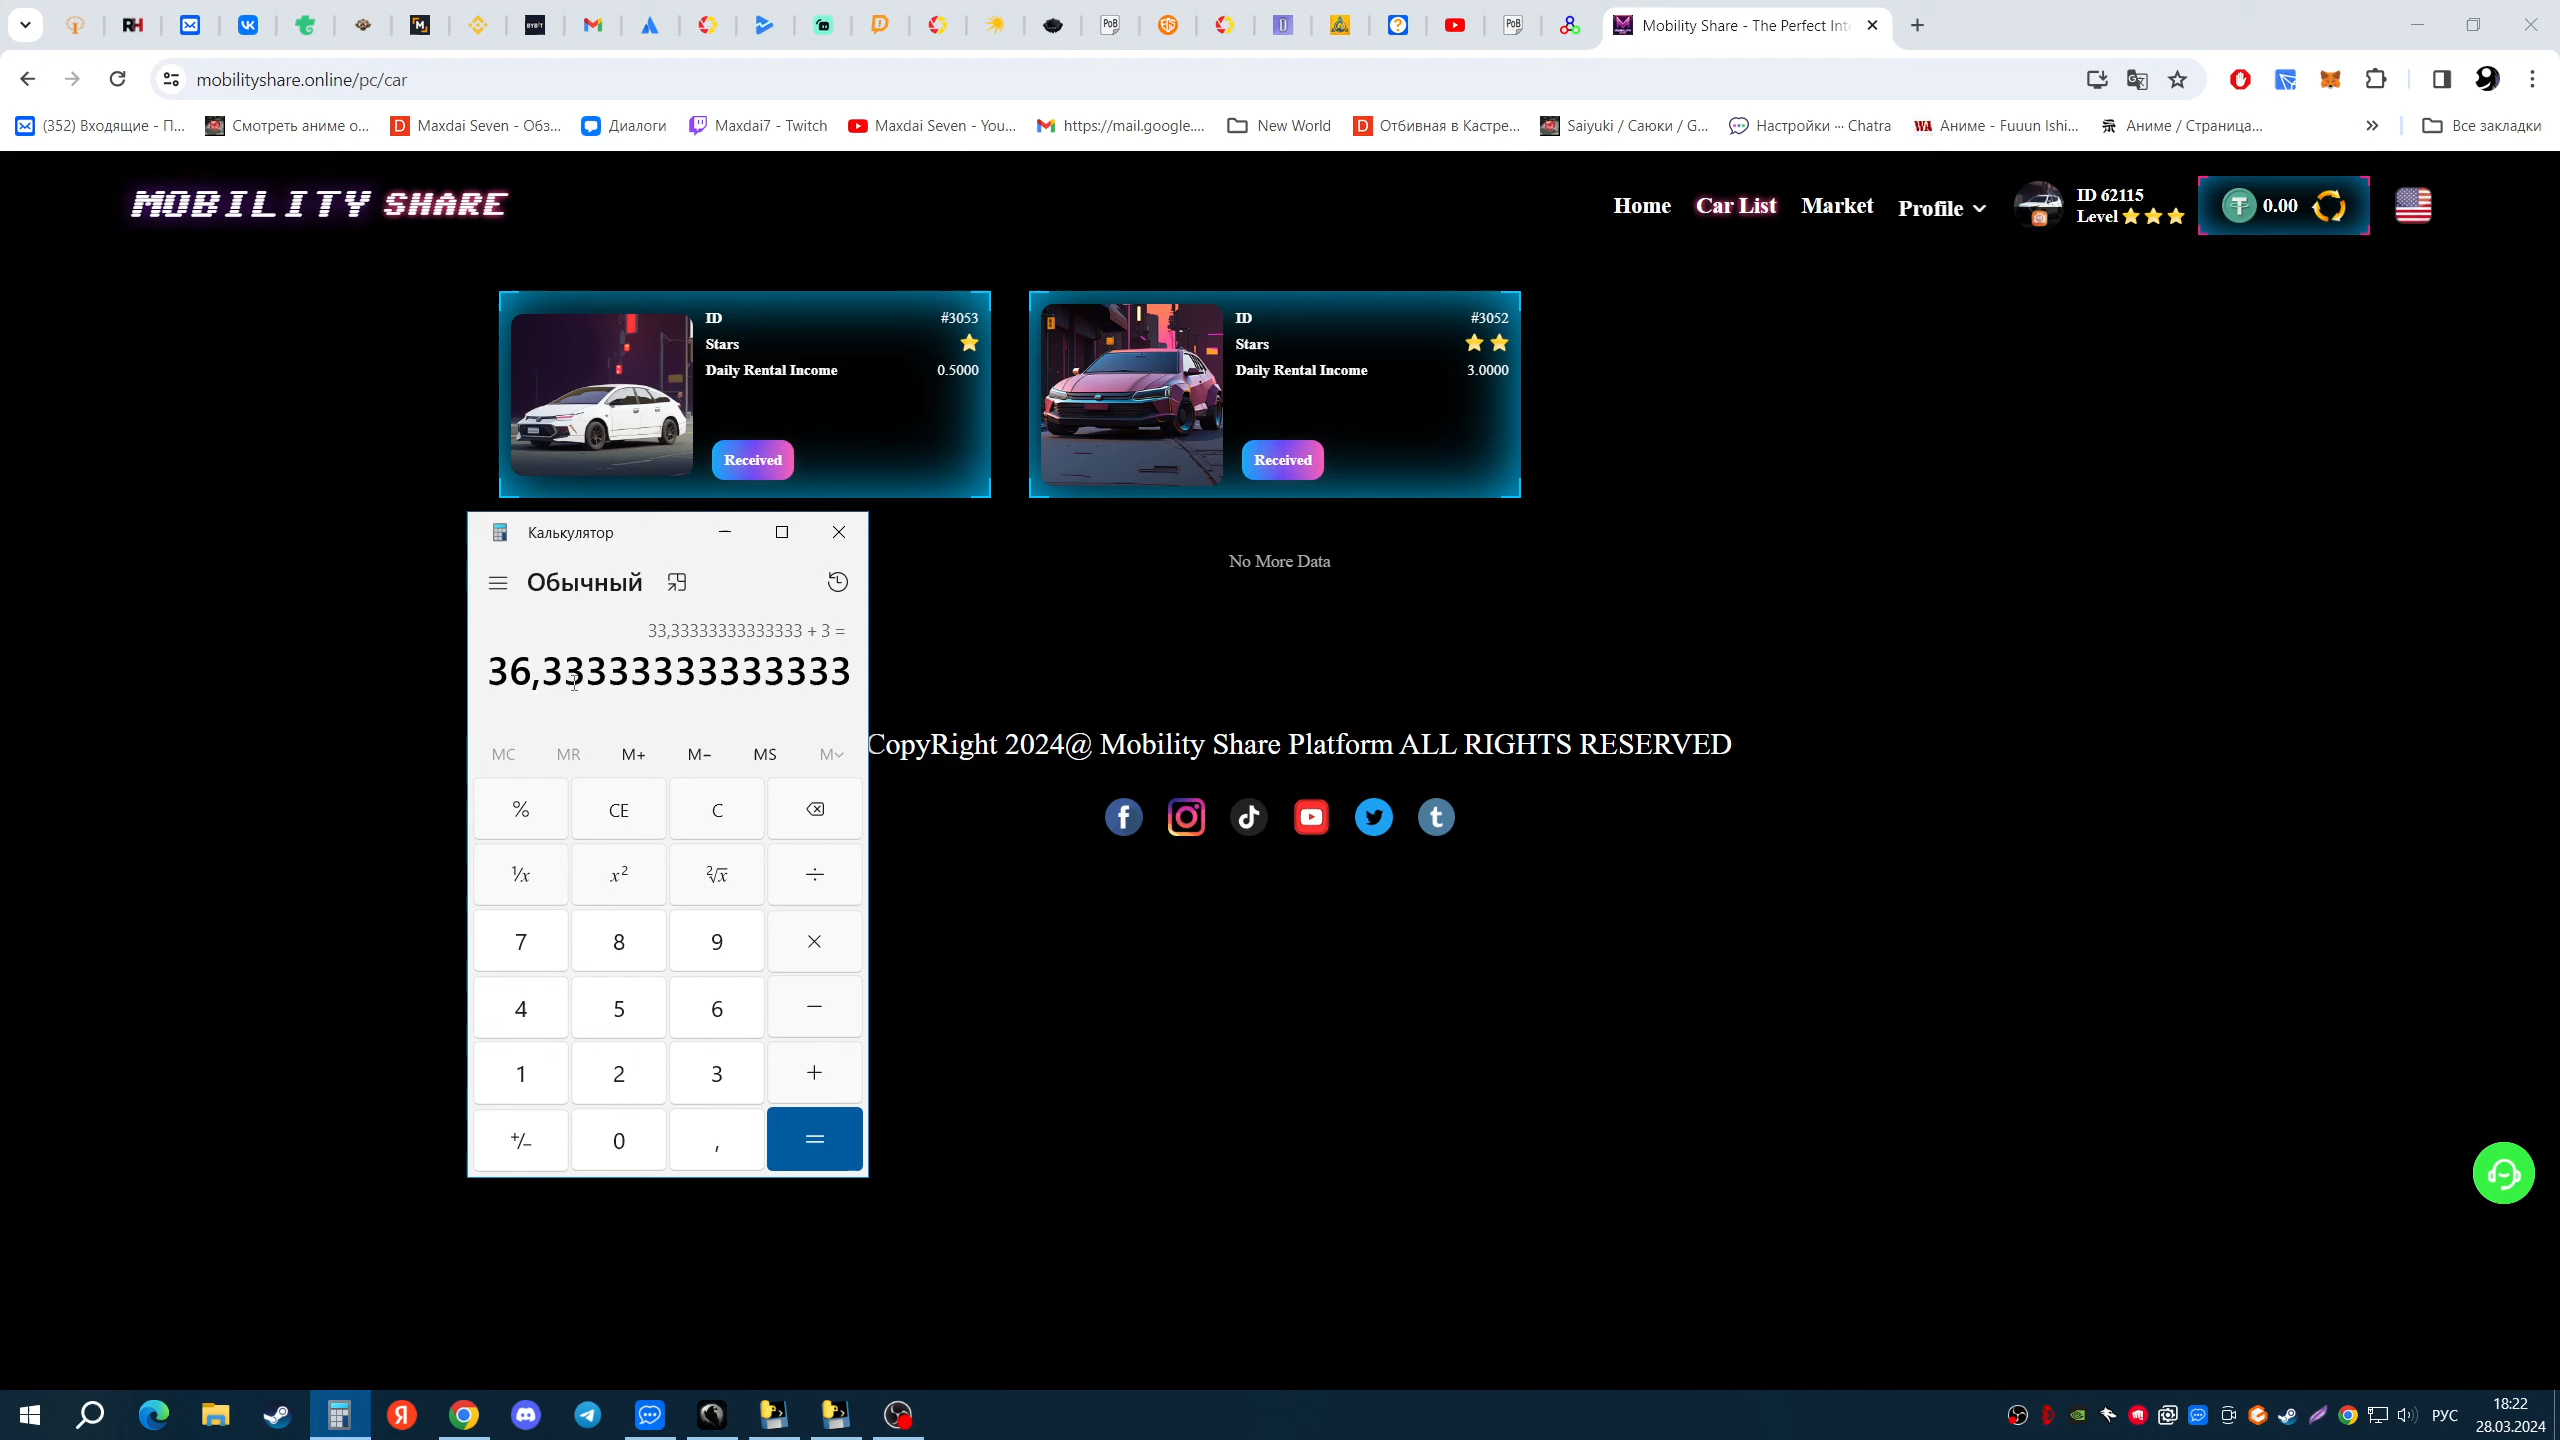 Mobility Share - The Perfect Int
mobilityshare.online/pc/car
(352) Входящие - П...
Смотреть аниме о...
Maxdai Seven - Обз...
Диалоги
Maxdai7 - Twitch
Maxdai Seven - You...
https://mail.google....
New World
Отбивная в Кастре...
Saiyuki / Саюки / G...
Настройки ··· Chatra
Аниме - Fuuun Ishi...
Аниме / Страница...
»
Все закладки
MOBILITY SHARE
Home
Car List
Market
Profile
ID 62115
Level
0.00
ID #3053
Stars
Daily Rental Income 0.5000
Received
ID #3052
Stars
Daily Rental Income 3.0000
Received
No More Data
Калькулятор
Обычный
33,33333333333333 + 3 =
36,33333333333333
MC MR M+ M− MS M
% CE C
1/x x² ²√x ÷
7 8 9 ×
4 5 6 −
1 2 3 +
+/− 0 , =
CopyRight 2024@ Mobility Share Platform ALL RIGHTS RESERVED
РУС
18:22
28.03.2024